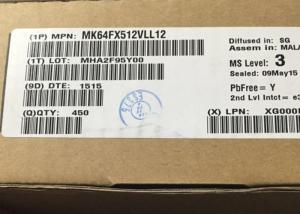 (1P) MPN: MK64FX512VLL12
(1T) LOT: MHA2F95Y00
(9D) DTE: 1515
(Q)QTY: 450
Diffused in: SG
Assem in: MALA
MS Level: 3
Sealed: 09May15
PbFree = Y
2nd Lvl Intct = e3
(X) LPN: